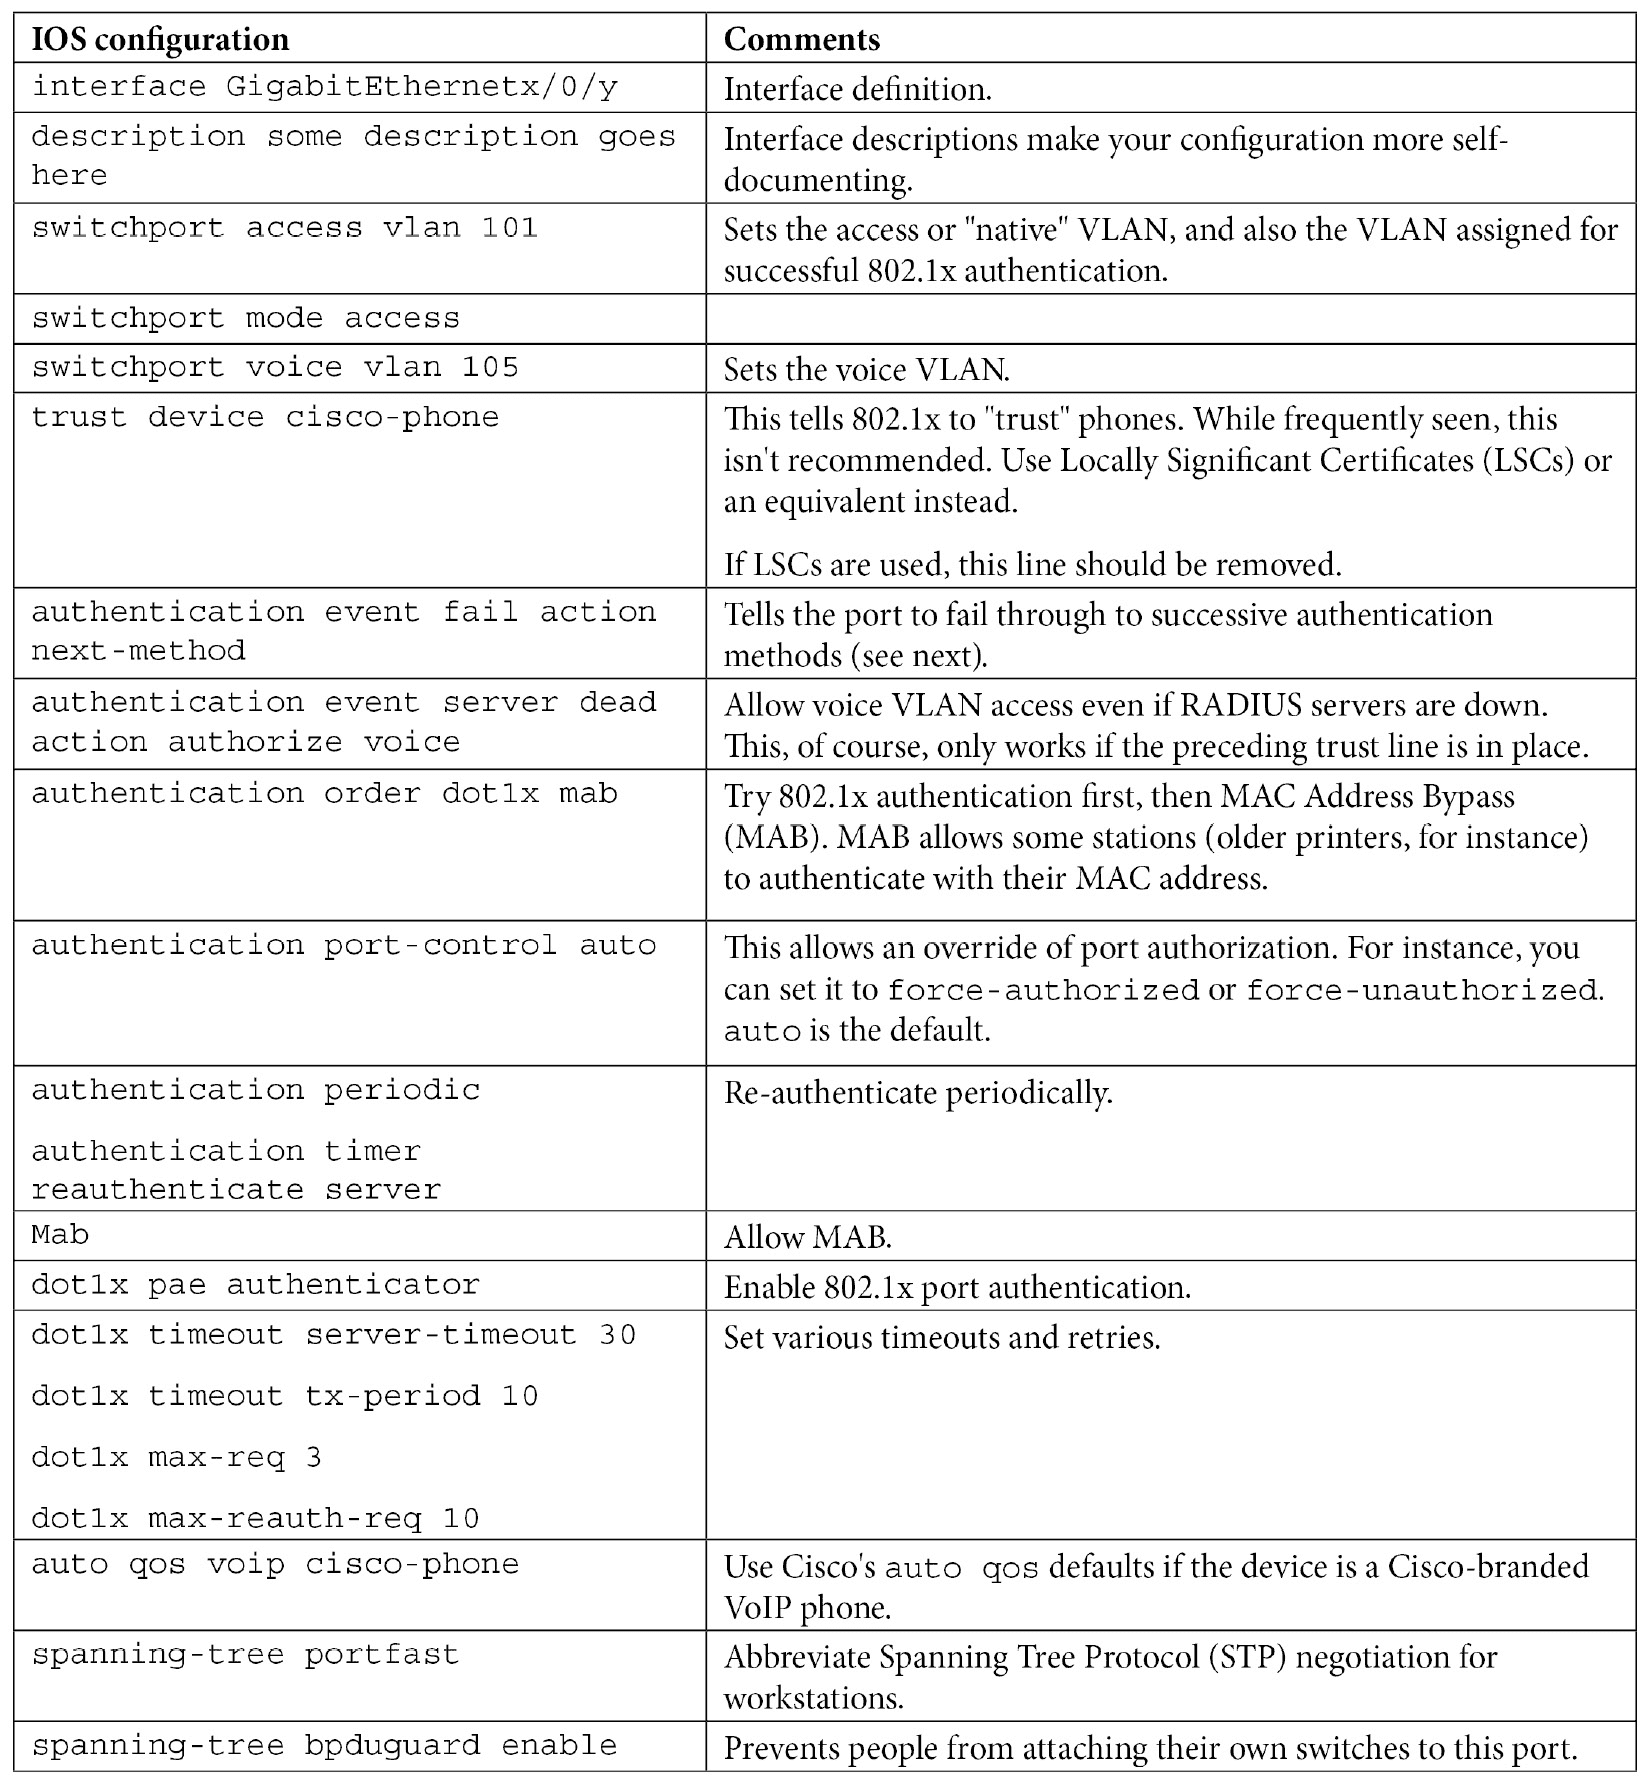 IOS configuration
Comments
interface GigabitEthernetx/0/y
Interface definition.
description some description goes
here
Interface descriptions make your configuration more self-
documenting.
switchport access vlan 101
Sets the access or "native" VLAN, and also the VLAN assigned for
successful 802.1x authentication.
switchport mode access
switchport voice vlan 105
Sets the voice VLAN.
trust device cisco-phone
This tells 802.1x to "trust" phones. While frequently seen, this
isn't recommended. Use Locally Significant Certificates (LSCs) or
an equivalent instead.
If LSCs are used, this line should be removed.
authentication event fail action
next-method
Tells the port to fail through to successive authentication
methods (see next).
authentication event server dead
action authorize voice
Allow voice VLAN access even if RADIUS servers are down.
This, of course, only works if the preceding trust line is in place.
authentication order dot1x mab
Try 802.1x authentication first, then MAC Address Bypass
(MAB). MAB allows some stations (older printers, for instance)
to authenticate with their MAC address.
authentication port-control auto
This allows an override of port authorization. For instance, you
can set it to force-authorized or force-unauthorized.
auto is the default.
authentication periodic
authentication timer
reauthenticate server
Re-authenticate periodically.
Mab
Allow MAB.
dot1x pae authenticator
Enable 802.1x port authentication.
dot1x timeout server-timeout 30
dot1x timeout tx-period 10
dot1x max-req 3
dot1x max-reauth-req 10
Set various timeouts and retries.
auto qos voip cisco-phone
Use Cisco's auto qos defaults if the device is a Cisco-branded
VoIP phone.
spanning-tree portfast
Abbreviate Spanning Tree Protocol (STP) negotiation for
workstations.
spanning-tree bpduguard enable
Prevents people from attaching their own switches to this port.